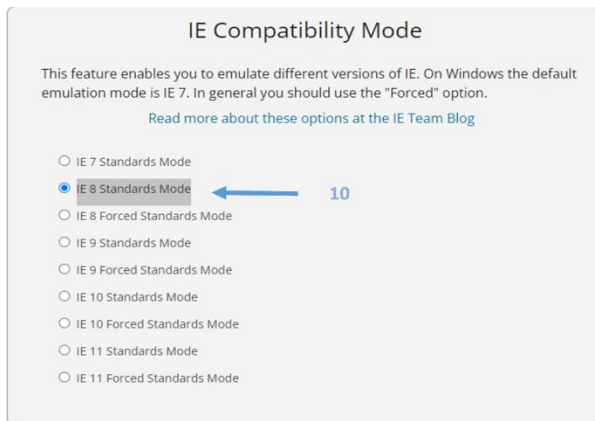 IE Compatibility Mode
This feature enables you to emulate different versions of IE. On Windows the default
emulation mode is IE 7. In general you should use the "Forced" option.
Read more about these options at the IE Team Blog
IE 7 Standards Mode
IE 8 Standards Mode 10
IE 8 Forced Standards Mode
IE 9 Standards Mode
IE 9 Forced Standards Mode
IE 10 Standards Mode
IE 10 Forced Standards Mode
IE 11 Standards Mode
IE 11 Forced Standards Mode